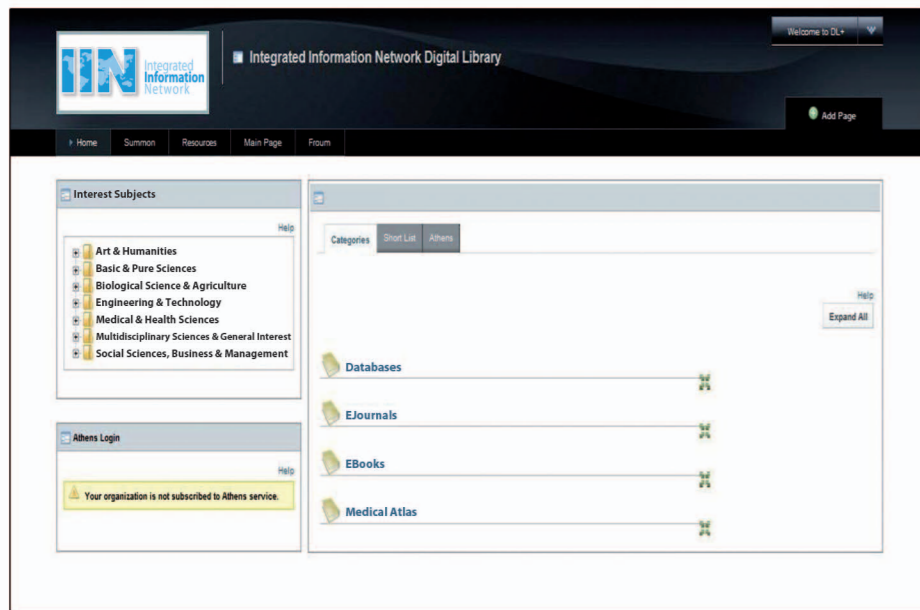 Welcome to DL+
IIN
Integrated
Information
Network
Integrated Information Network Digital Library
Add Page
Home
Summon
Resources
Main Page
Froum
Interest Subjects
Help
Art & Humanities
Basic & Pure Sciences
Biological Science & Agriculture
Engineering & Technology
Medical & Health Sciences
Multidisciplinary Sciences & General Interest
Social Sciences, Business & Management
Athens Login
Help
Your organization is not subscribed to Athens service.
Categories
Short List
Athens
Help
Expand All
Databases
EJournals
EBooks
Medical Atlas